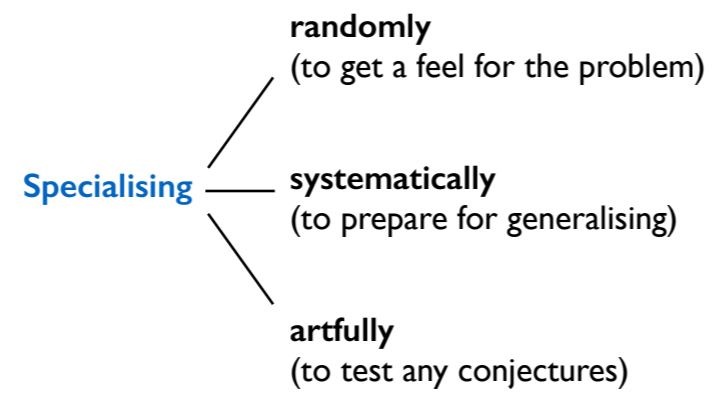 Specialising
randomly
(to get a feel for the problem)
systematically
(to prepare for generalising)
artfully
(to test any conjectures)